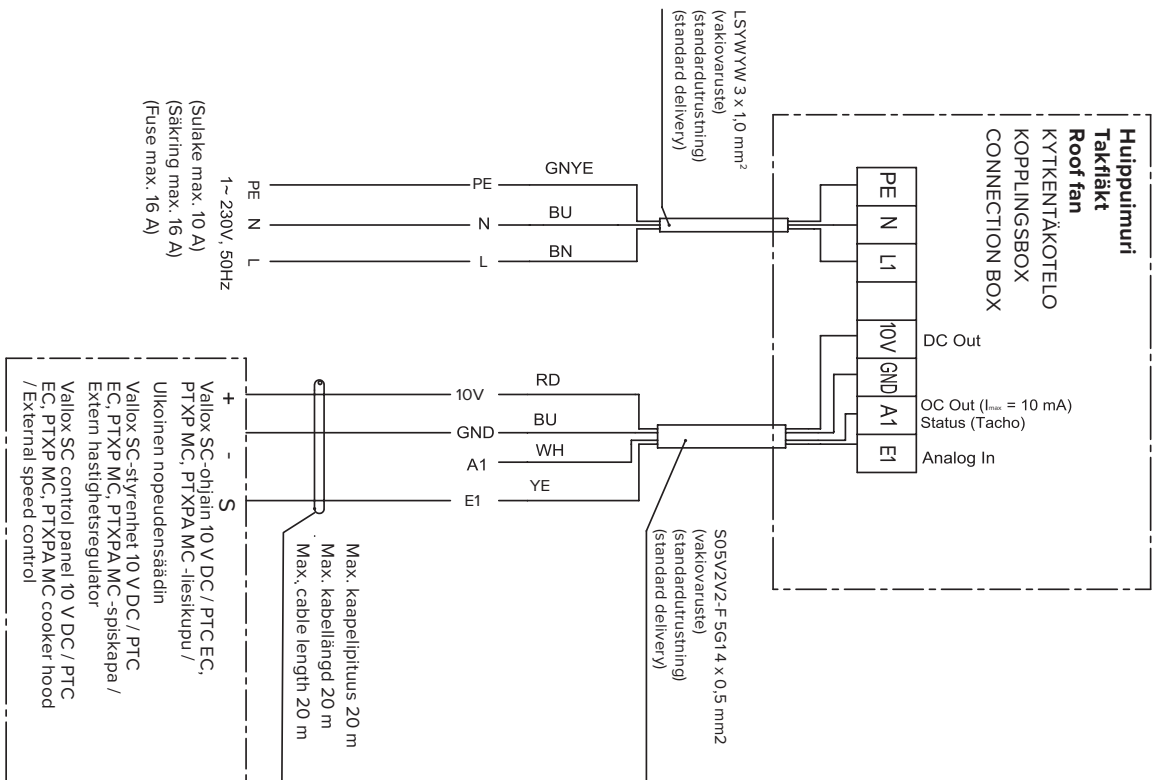 Huippuimuri
Takfläkt
Roof fan
KYTKENTÄKOTELO
KOPPLINGSBOX
CONNECTION BOX
PE
N
L1
10V
GND
A1
E1
DC Out
OC Out (Imax = 10 mA)
Status (Tacho)
Analog In
LSYWYW 3 x 1,0 mm²
(vakiovaruste)
(standardutrustning)
(standard delivery)
S05V2V2-F 5G14 x 0,5 mm2
(vakiovaruste)
(standardutrustning)
(standard delivery)
GNYE
BU
BN
PE
N
L
PE
N
L
1~ 230V, 50Hz
(Sulake max. 10 A)
(Säkring max. 16 A)
(Fuse max. 16 A)
RD
BU
WH
YE
10V
GND
A1
E1
Max. kaapelipituus 20 m
Max. kabellängd 20 m
Max, cable length 20 m
+
-
S
Vallox SC-ohjain 10 V DC / PTC EC,
PTXP MC, PTXPA MC -liesikupu /
Ulkoinen nopeudensäädin
Vallox SC-styrenhet 10 V DC / PTC
EC, PTXP MC, PTXPA MC -spiskapa /
Extern hastighetsregulator
Vallox SC control panel 10 V DC / PTC
EC, PTXP MC, PTXPA MC cooker hood
/ External speed control